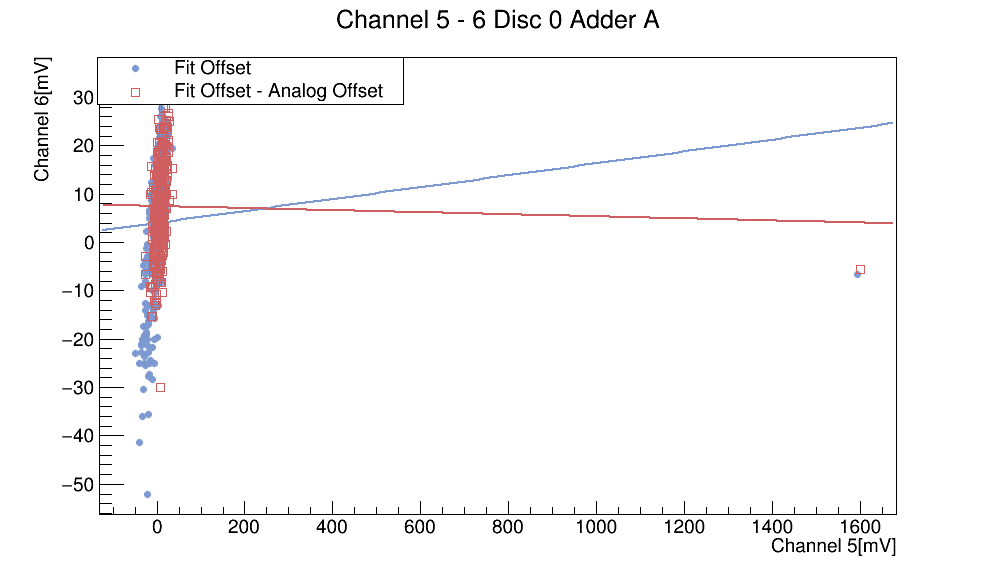 Channel 5 - 6 Disc 0 Adder A
Channel 6[mV]
Fit Offset
Fit Offset - Analog Offset
30
20
10
0
−10
−20
−30
−40
−50
0 200 400 600 800 1000 1200 1400 1600
Channel 5[mV]